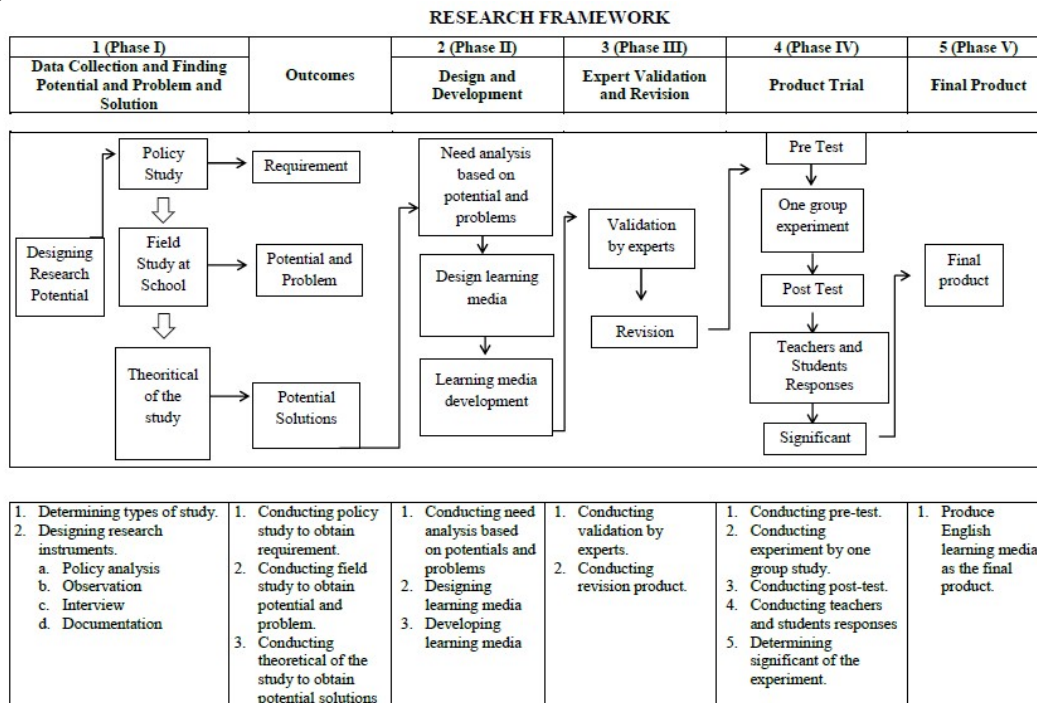 RESEARCH FRAMEWORK
1 (Phase I)
Data Collection and Finding
Potential and Problem and
Solution
Outcomes
2 (Phase II)
Design and
Development
3 (Phase III)
Expert Validation
and Revision
4 (Phase IV)
Product Trial
5 (Phase V)
Final Product
Designing
Research
Potential
Policy
Study
Field
Study at
School
Theoritical
of the
study
Requirement
Potential and
Problem
Potential
Solutions
Need analysis
based on
potential and
problems
Design learning
media
Learning media
development
Validation
by experts
Revision
Pre Test
One group
experiment
Post Test
Teachers and
Students
Responses
Significant
Final
product
1. Determining types of study.
2. Designing research
instruments.
a. Policy analysis
b. Observation
c. Interview
d. Documentation
1. Conducting policy
study to obtain
requirement.
2. Conducting field
study to obtain
potential and
problem.
3. Conducting
theoretical of the
study to obtain
potential solutions
1. Conducting need
analysis based
on potentials and
problems
2. Designing
learning media
3. Developing
learning media
1. Conducting
validation by
experts.
2. Conducting
revision product.
1. Conducting pre-test.
2. Conducting
experiment by one
group study.
3. Conducting post-test.
4. Conducting teachers
and students responses
5. Determining
significant of the
experiment.
1. Produce
English
learning media
as the final
product.